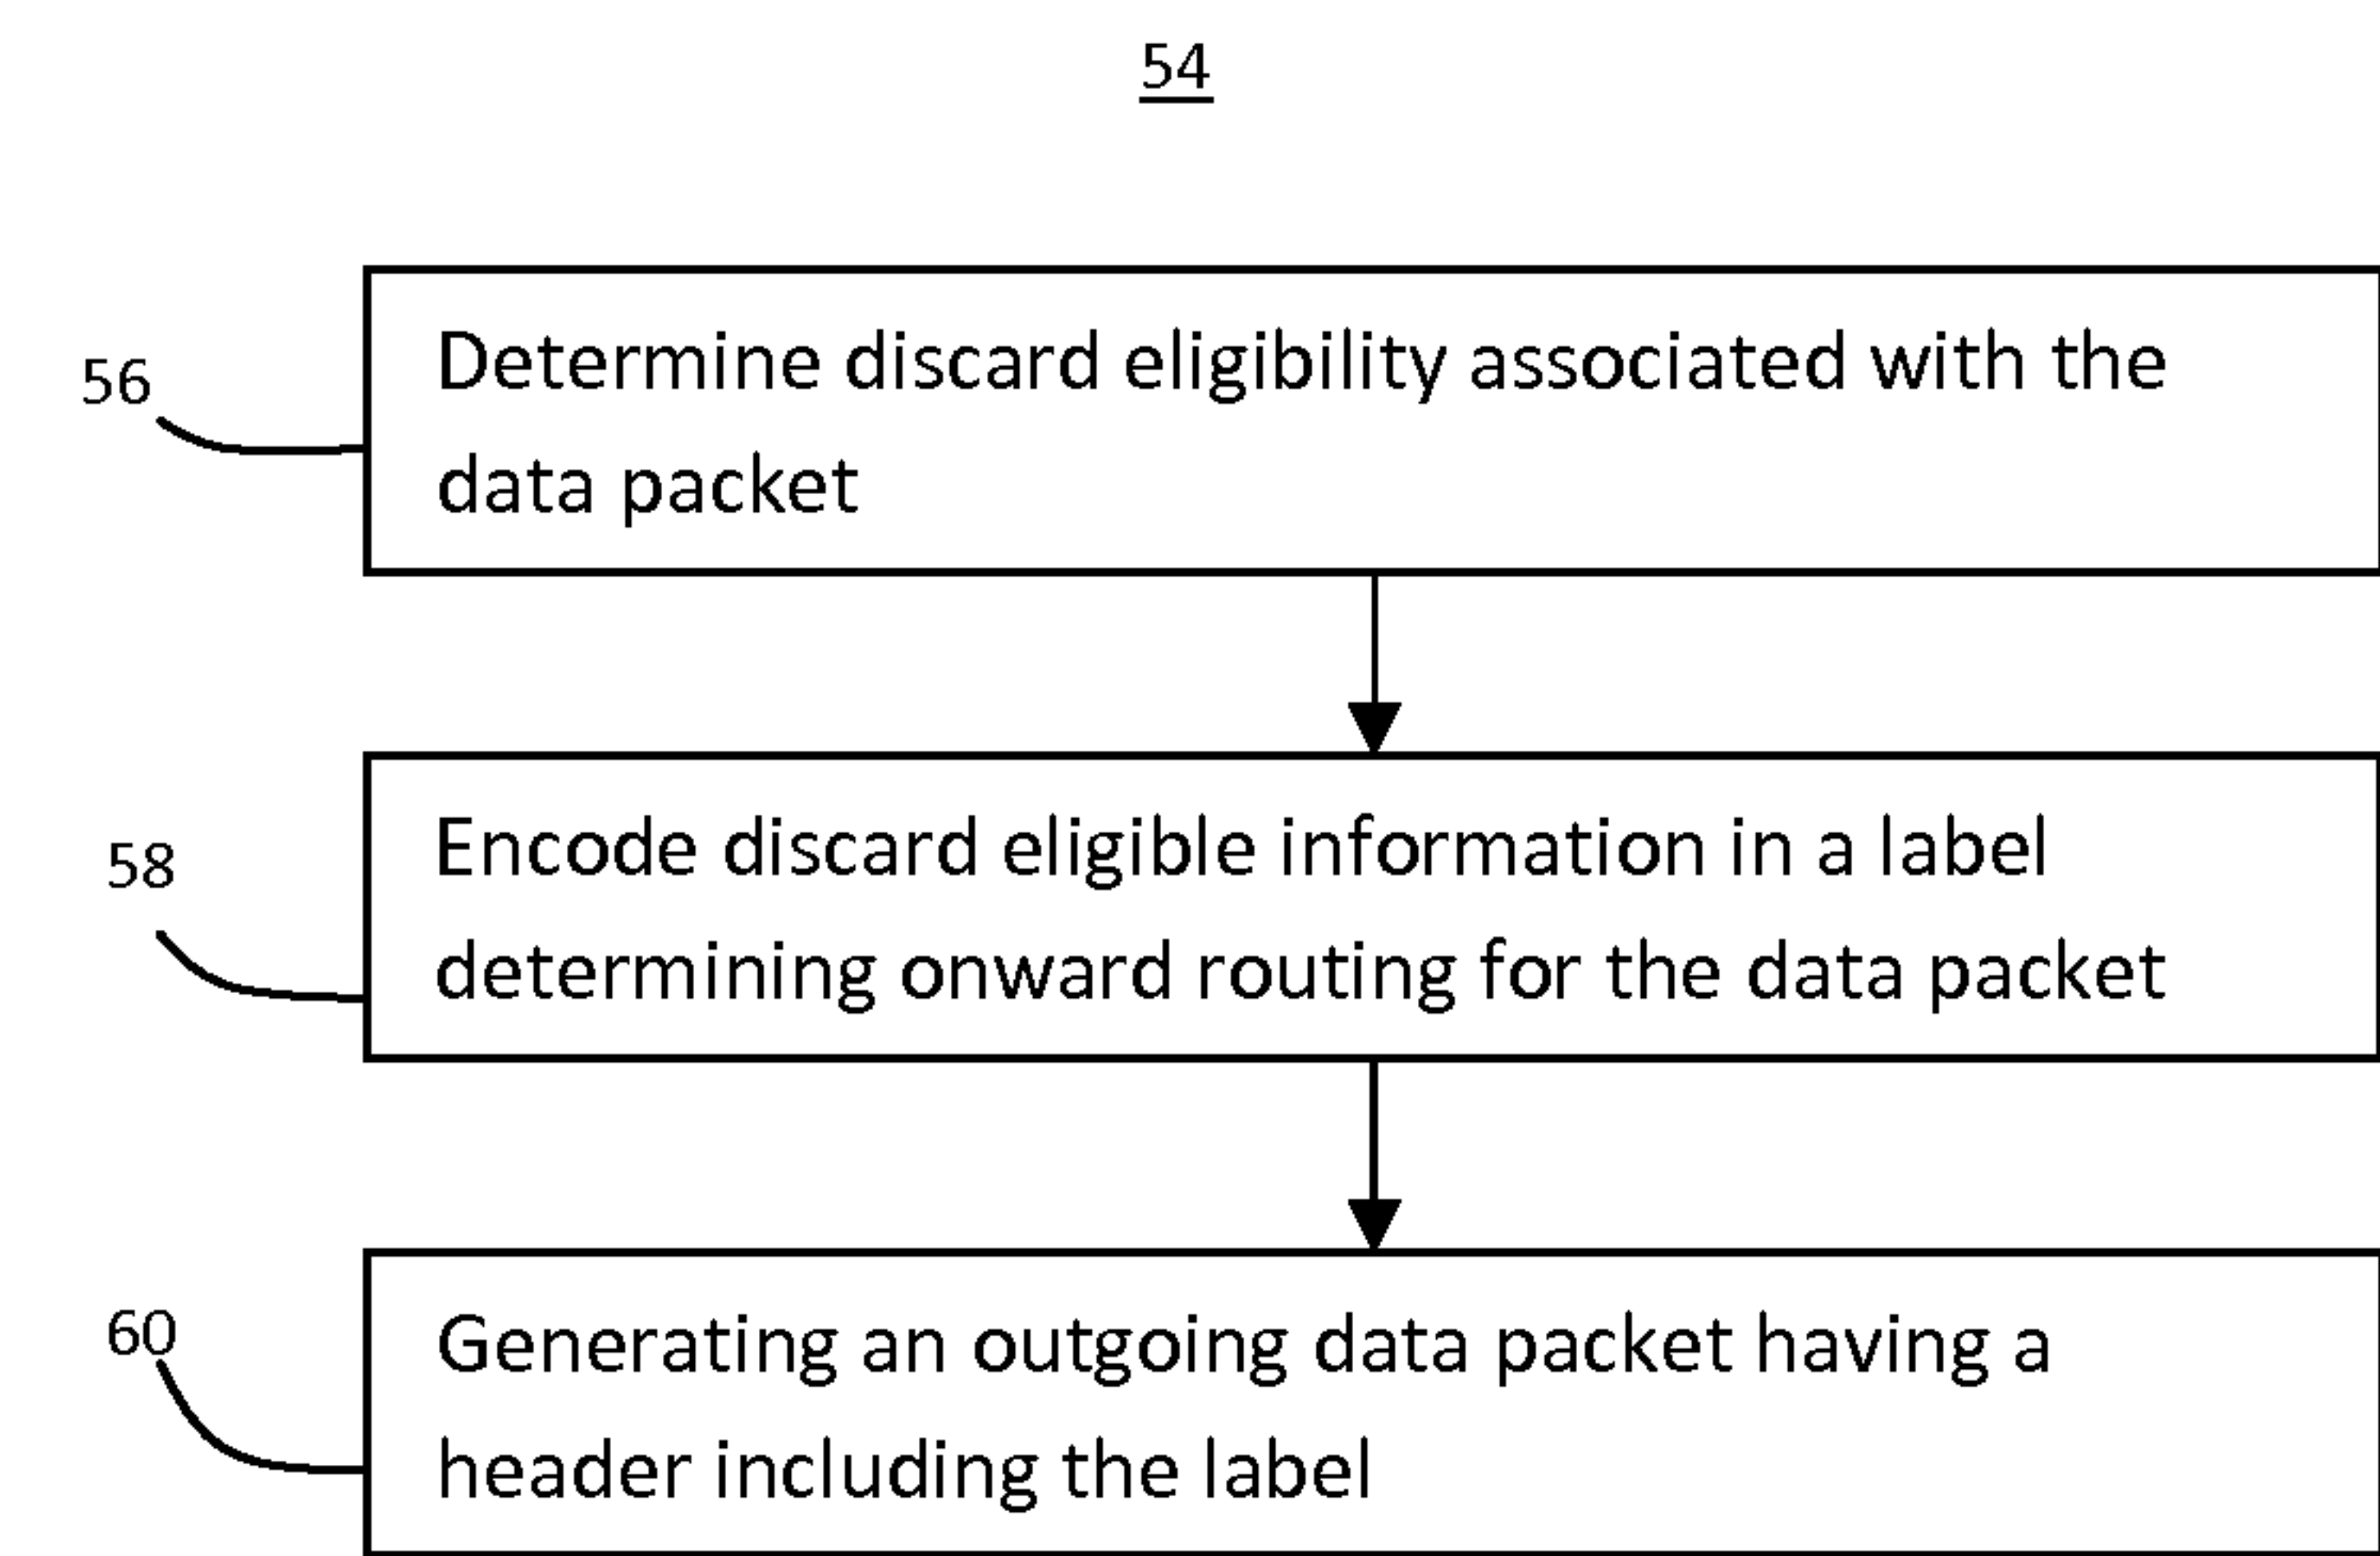 54
56
Determine discard eligibility associated with the
data packet
58
Encode discard eligible information in a label
determining onward routing for the data packet
60
Generating an outgoing data packet having a
header including the label